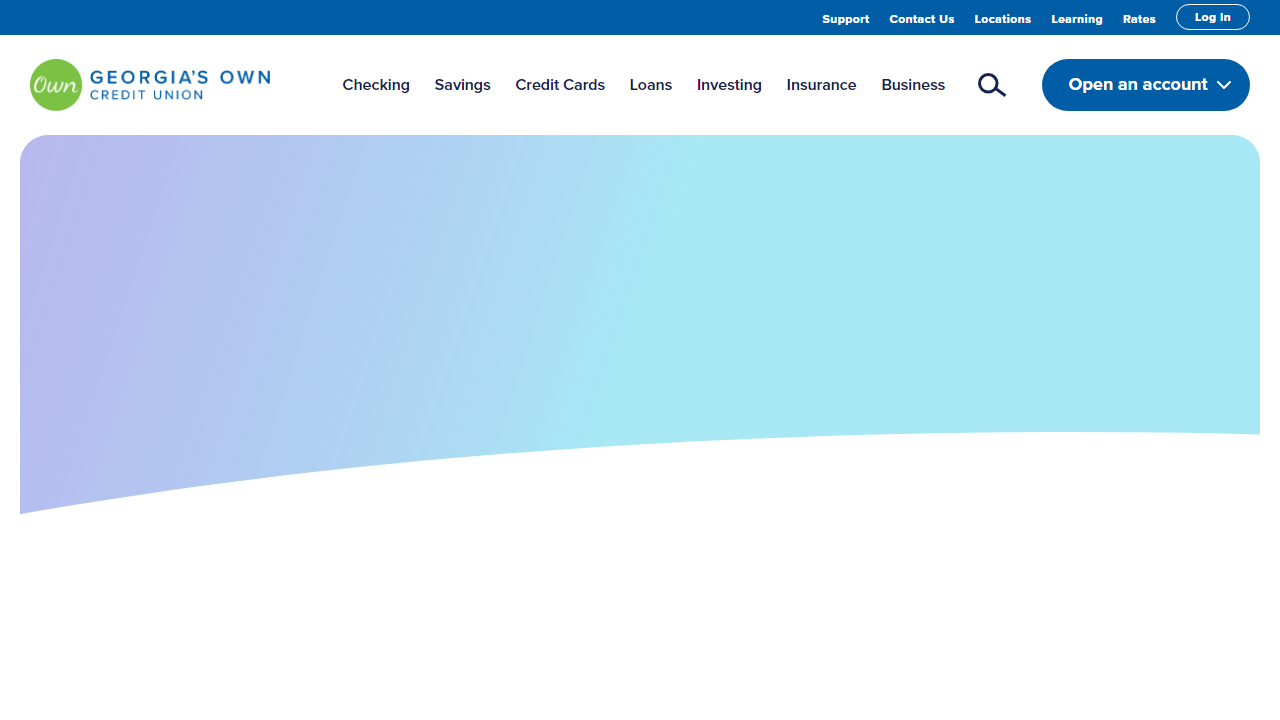 Support Contact Us Locations Learning Rates Log In
Own GEORGIA'S OWN
CREDIT UNION
Checking Savings Credit Cards Loans Investing Insurance Business Open an account